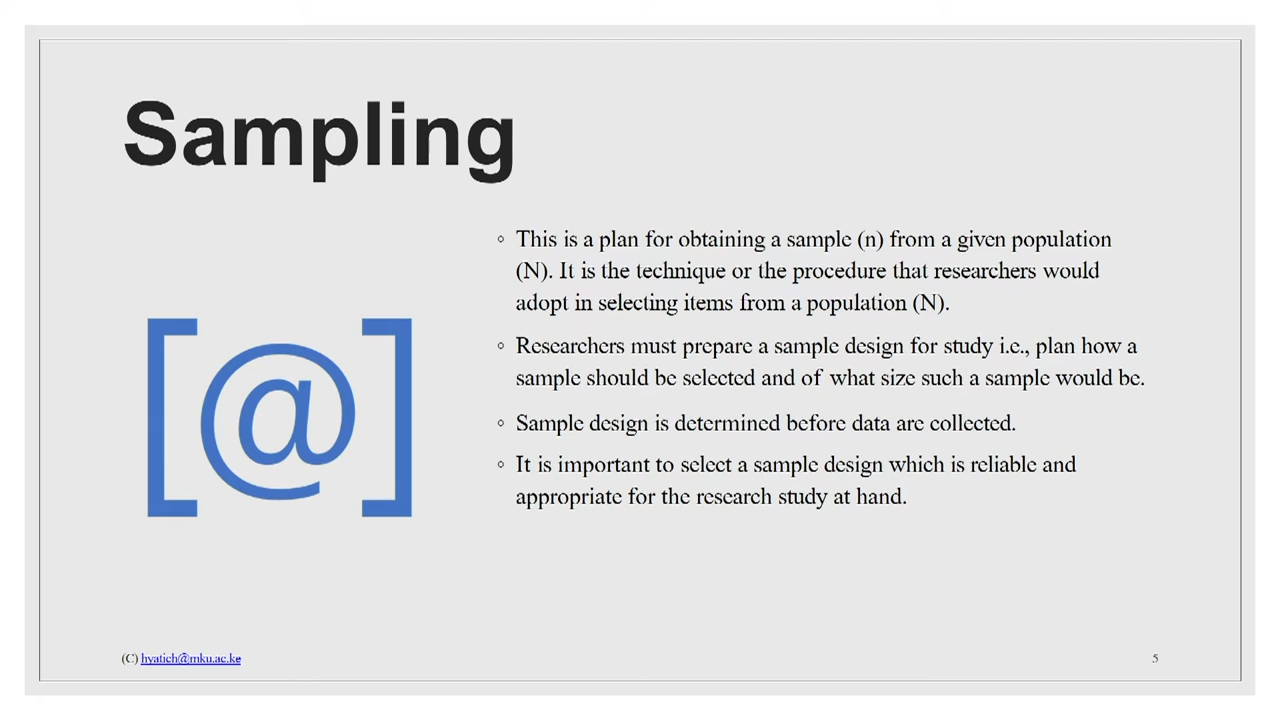 Sampling
◦ This is a plan for obtaining a sample (n) from a given population
(N). It is the technique or the procedure that researchers would
adopt in selecting items from a population (N).
◦ Researchers must prepare a sample design for study i.e., plan how a
sample should be selected and of what size such a sample would be.
◦ Sample design is determined before data are collected.
◦ It is important to select a sample design which is reliable and
appropriate for the research study at hand.
[@]
(C) hyatich@mku.ac.ke
5